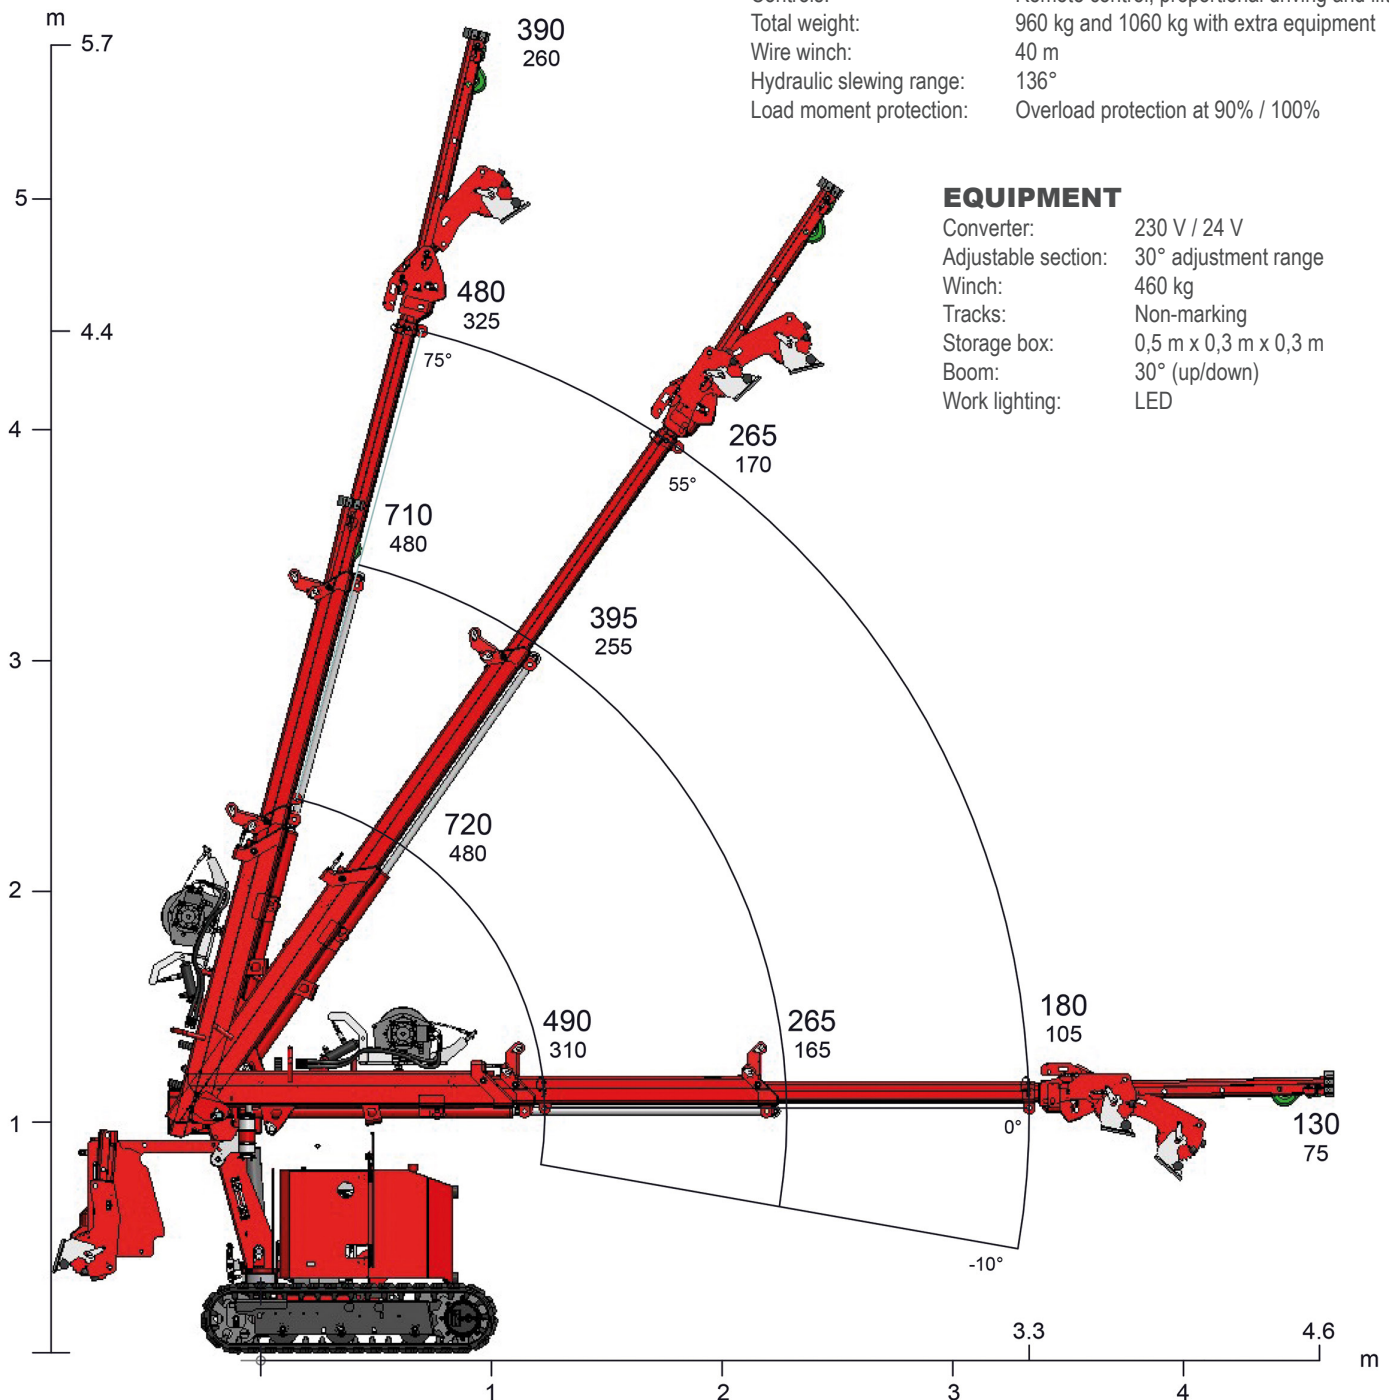 Total weight: 960 kg and 1060 kg with extra equipment
Wire winch: 40 m
Hydraulic slewing range: 136°
Load moment protection: Overload protection at 90% / 100%
EQUIPMENT
Converter: 230 V / 24 V
Adjustable section: 30° adjustment range
Winch: 460 kg
Tracks: Non-marking
Storage box: 0,5 m x 0,3 m x 0,3 m
Boom: 30° (up/down)
Work lighting: LED
m
5.7
390
260
5
480
325
4.4
75°
4
265
170
55°
710
480
395
255
3
720
480
2
490
310
265
165
180
105
1
0°
130
75
-10°
3.3
4.6
m
1
2
3
4